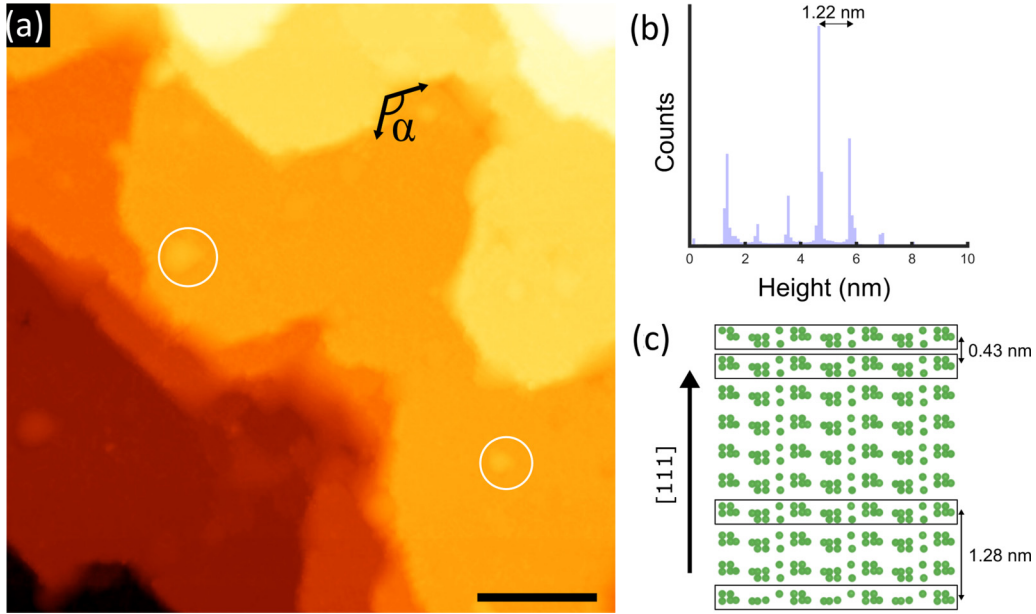 (a)
α
(b)
1.22 nm
Counts
0 2 4 6 8 10
Height (nm)
(c)
0.43 nm
[111]
1.28 nm